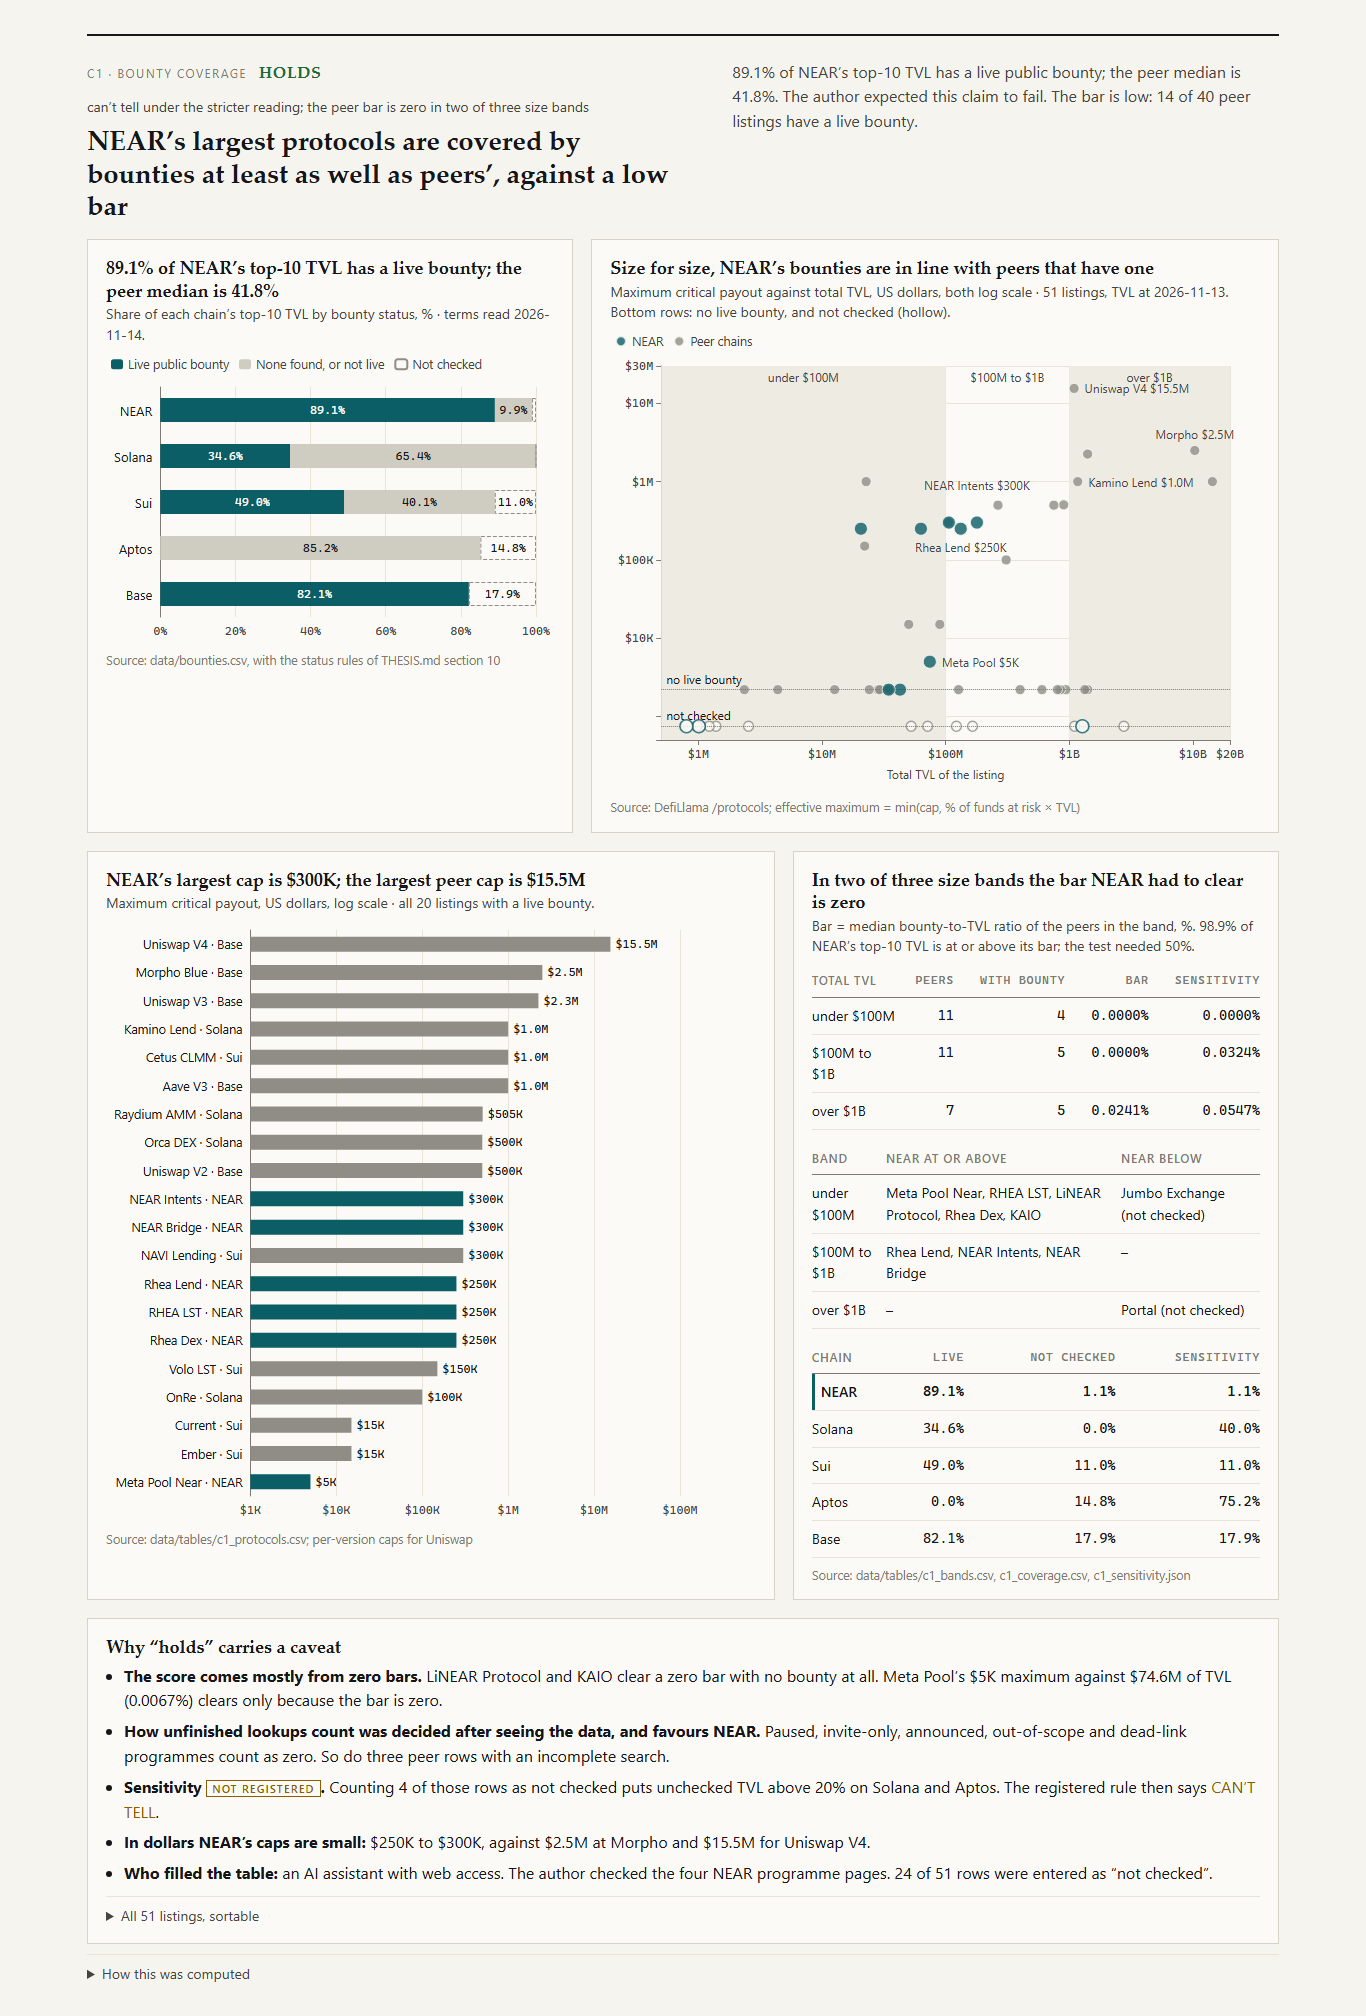 C1 · BOUNTY COVERAGE HOLDS
can’t tell under the stricter reading; the peer bar is zero in two of three size bands
NEAR’s largest protocols are covered by
bounties at least as well as peers’, against a low
bar
89.1% of NEAR’s top-10 TVL has a live public bounty; the peer median is
41.8%. The author expected this claim to fail. The bar is low: 14 of 40 peer
listings have a live bounty.
89.1% of NEAR’s top-10 TVL has a live bounty; the
peer median is 41.8%
Share of each chain’s top-10 TVL by bounty status, % · terms read 2026-
11-14.
Live public bounty None found, or not live Not checked
NEAR 89.1% 9.9%
Solana 34.6% 65.4%
Sui 49.0% 40.1% 11.0%
Aptos 85.2% 14.8%
Base 82.1% 17.9%
0% 20% 40% 60% 80% 100%
Source: data/bounties.csv, with the status rules of THESIS.md section 10
Size for size, NEAR’s bounties are in line with peers that have one
Maximum critical payout against total TVL, US dollars, both log scale · 51 listings, TVL at 2026-11-13.
Bottom rows: no live bounty, and not checked (hollow).
NEAR Peer chains
$30M
under $100M $100M to $1B over $1B
Uniswap V4 $15.5M
$10M
Morpho $2.5M
$1M
NEAR Intents $300K Kamino Lend $1.0M
Rhea Lend $250K
$100K
$10K
Meta Pool $5K
no live bounty
not checked
$1M $10M $100M $1B $10B $20B
Total TVL of the listing
Source: DefiLlama /protocols; effective maximum = min(cap, % of funds at risk × TVL)
NEAR’s largest cap is $300K; the largest peer cap is $15.5M
Maximum critical payout, US dollars, log scale · all 20 listings with a live bounty.
Uniswap V4 · Base $15.5M
Morpho Blue · Base $2.5M
Uniswap V3 · Base $2.3M
Kamino Lend · Solana $1.0M
Cetus CLMM · Sui $1.0M
Aave V3 · Base $1.0M
Raydium AMM · Solana $505K
Orca DEX · Solana $500K
Uniswap V2 · Base $500K
NEAR Intents · NEAR $300K
NEAR Bridge · NEAR $300K
NAVI Lending · Sui $300K
Rhea Lend · NEAR $250K
RHEA LST · NEAR $250K
Rhea Dex · NEAR $250K
Volo LST · Sui $150K
OnRe · Solana $100K
Current · Sui $15K
Ember · Sui $15K
Meta Pool Near · NEAR $5K
$1K $10K $100K $1M $10M $100M
Source: data/tables/c1_protocols.csv; per-version caps for Uniswap
In two of three size bands the bar NEAR had to clear
is zero
Bar = median bounty-to-TVL ratio of the peers in the band, %. 98.9% of
NEAR’s top-10 TVL is at or above its bar; the test needed 50%.
TOTAL TVL PEERS WITH BOUNTY BAR SENSITIVITY
under $100M 11 4 0.0000% 0.0000%
$100M to 11 5 0.0000% 0.0324%
$1B
over $1B 7 5 0.0241% 0.0547%
BAND NEAR AT OR ABOVE NEAR BELOW
under Meta Pool Near, RHEA LST, LiNEAR Jumbo Exchange
$100M Protocol, Rhea Dex, KAIO (not checked)
$100M to Rhea Lend, NEAR Intents, NEAR –
$1B Bridge
over $1B – Portal (not checked)
CHAIN LIVE NOT CHECKED SENSITIVITY
NEAR 89.1% 1.1% 1.1%
Solana 34.6% 0.0% 40.0%
Sui 49.0% 11.0% 11.0%
Aptos 0.0% 14.8% 75.2%
Base 82.1% 17.9% 17.9%
Source: data/tables/c1_bands.csv, c1_coverage.csv, c1_sensitivity.json
Why “holds” carries a caveat
• The score comes mostly from zero bars. LiNEAR Protocol and KAIO clear a zero bar with no bounty at all. Meta Pool’s $5K maximum against $74.6M of TVL
(0.0067%) clears only because the bar is zero.
• How unfinished lookups count was decided after seeing the data, and favours NEAR. Paused, invite-only, announced, out-of-scope and dead-link
programmes count as zero. So do three peer rows with an incomplete search.
• Sensitivity NOT REGISTERED. Counting 4 of those rows as not checked puts unchecked TVL above 20% on Solana and Aptos. The registered rule then says CAN’T
TELL.
• In dollars NEAR’s caps are small: $250K to $300K, against $2.5M at Morpho and $15.5M for Uniswap V4.
• Who filled the table: an AI assistant with web access. The author checked the four NEAR programme pages. 24 of 51 rows were entered as “not checked”.
▶ All 51 listings, sortable
▶ How this was computed